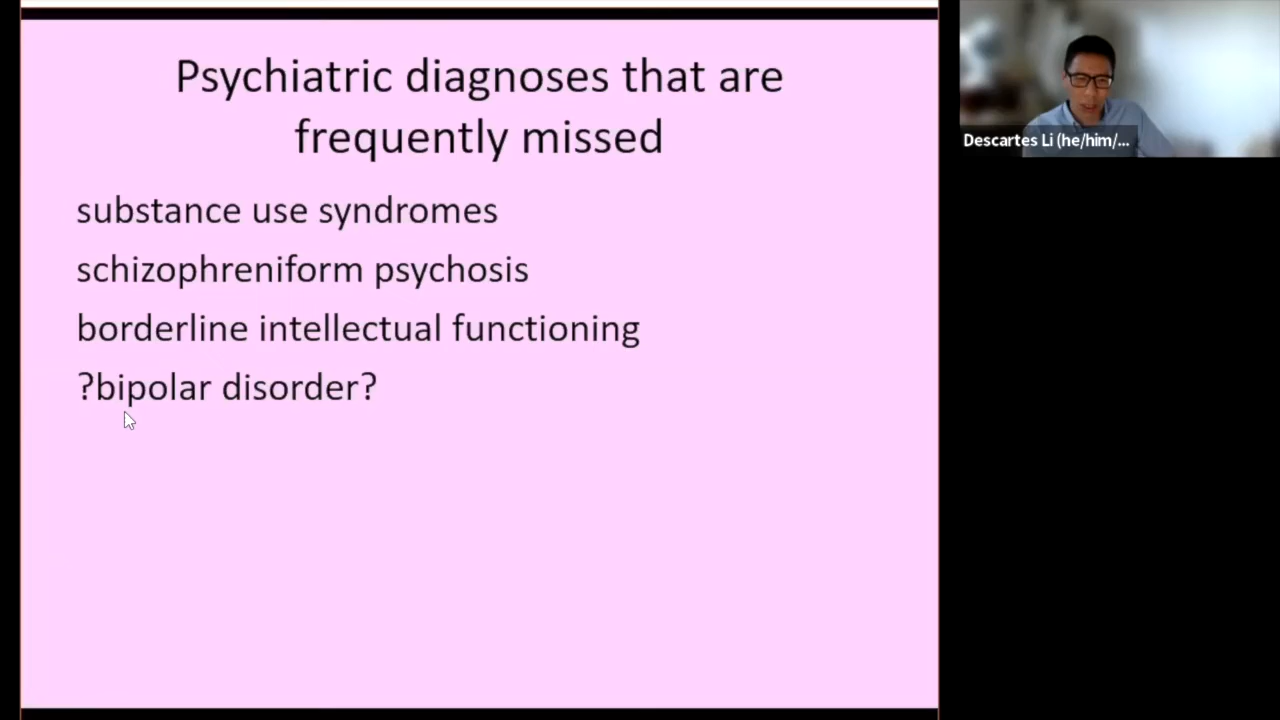 Psychiatric diagnoses that are
frequently missed
substance use syndromes
schizophreniform psychosis
borderline intellectual functioning
?bipolar disorder?
Descartes Li (he/him/...